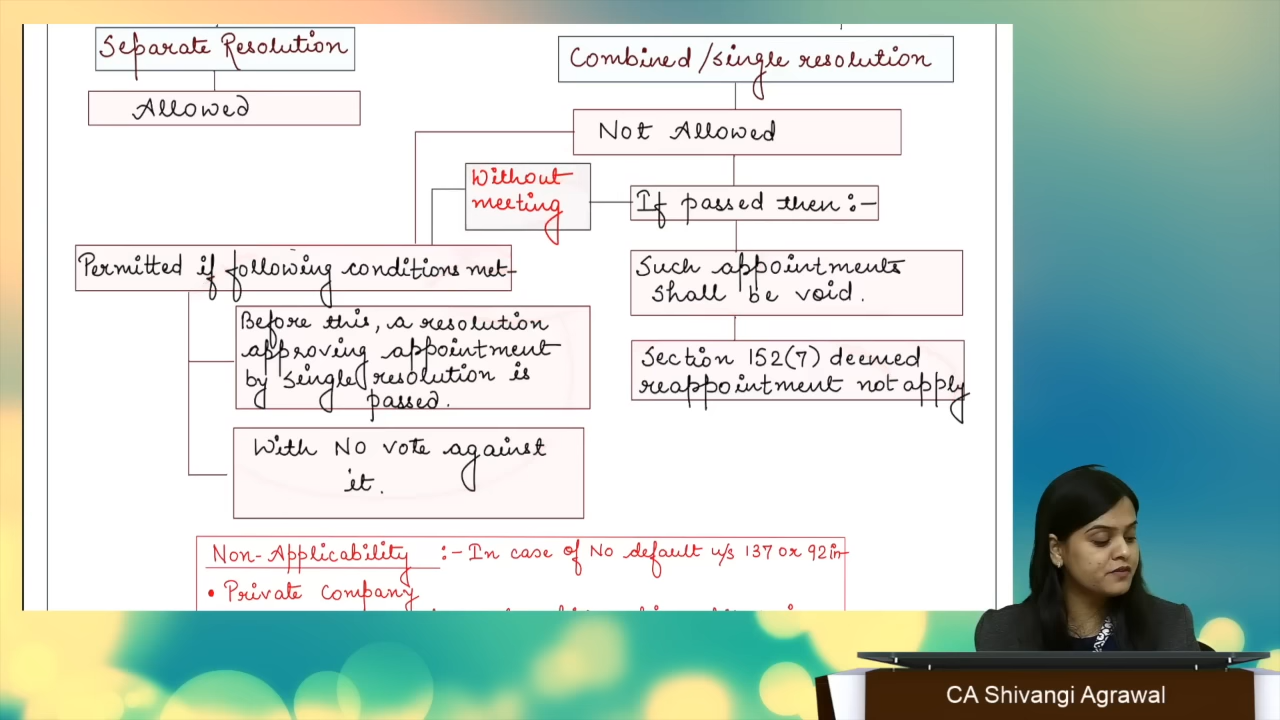 Separate Resolution
Allowed
Combined /single resolution
Not Allowed
Without
meeting
If passed then :-
Permitted if following conditions met-
Such appointments
shall be void.
Before this, a resolution
approving appointment
by single resolution is
passed.
Section 152(7) deemed
reappointment not apply
With No vote against
it.
Non-Applicability :- In case of No default u/s 137 or 92 in-
• Private Company
CA Shivangi Agrawal